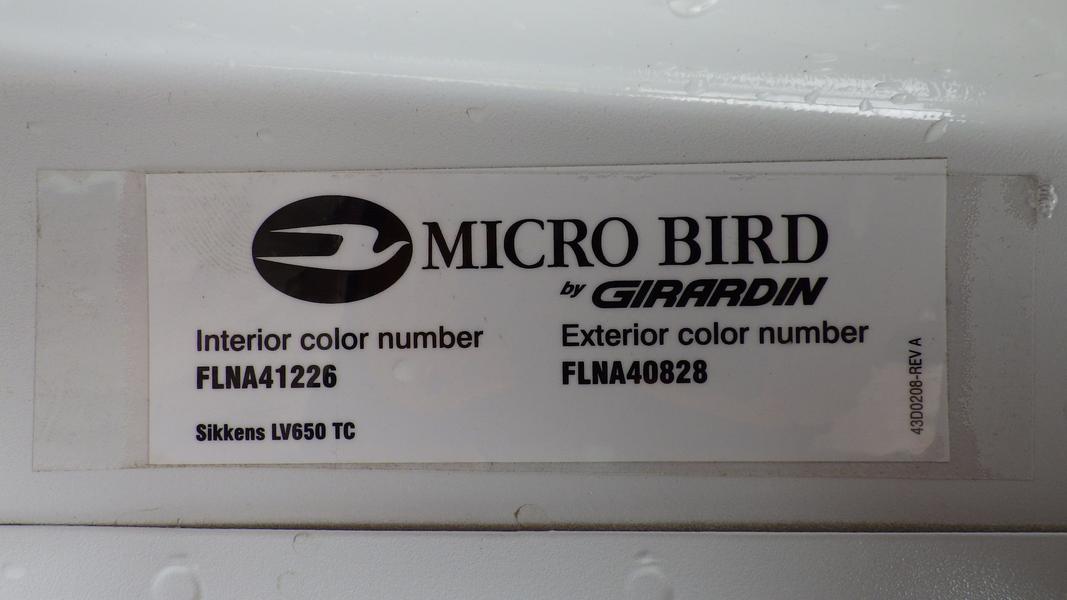 MICRO BIRD
by GIRARDIN
Interior color number
FLNA41226
Exterior color number
FLNA40828
Sikkens LV650 TC
43D0208-REV A